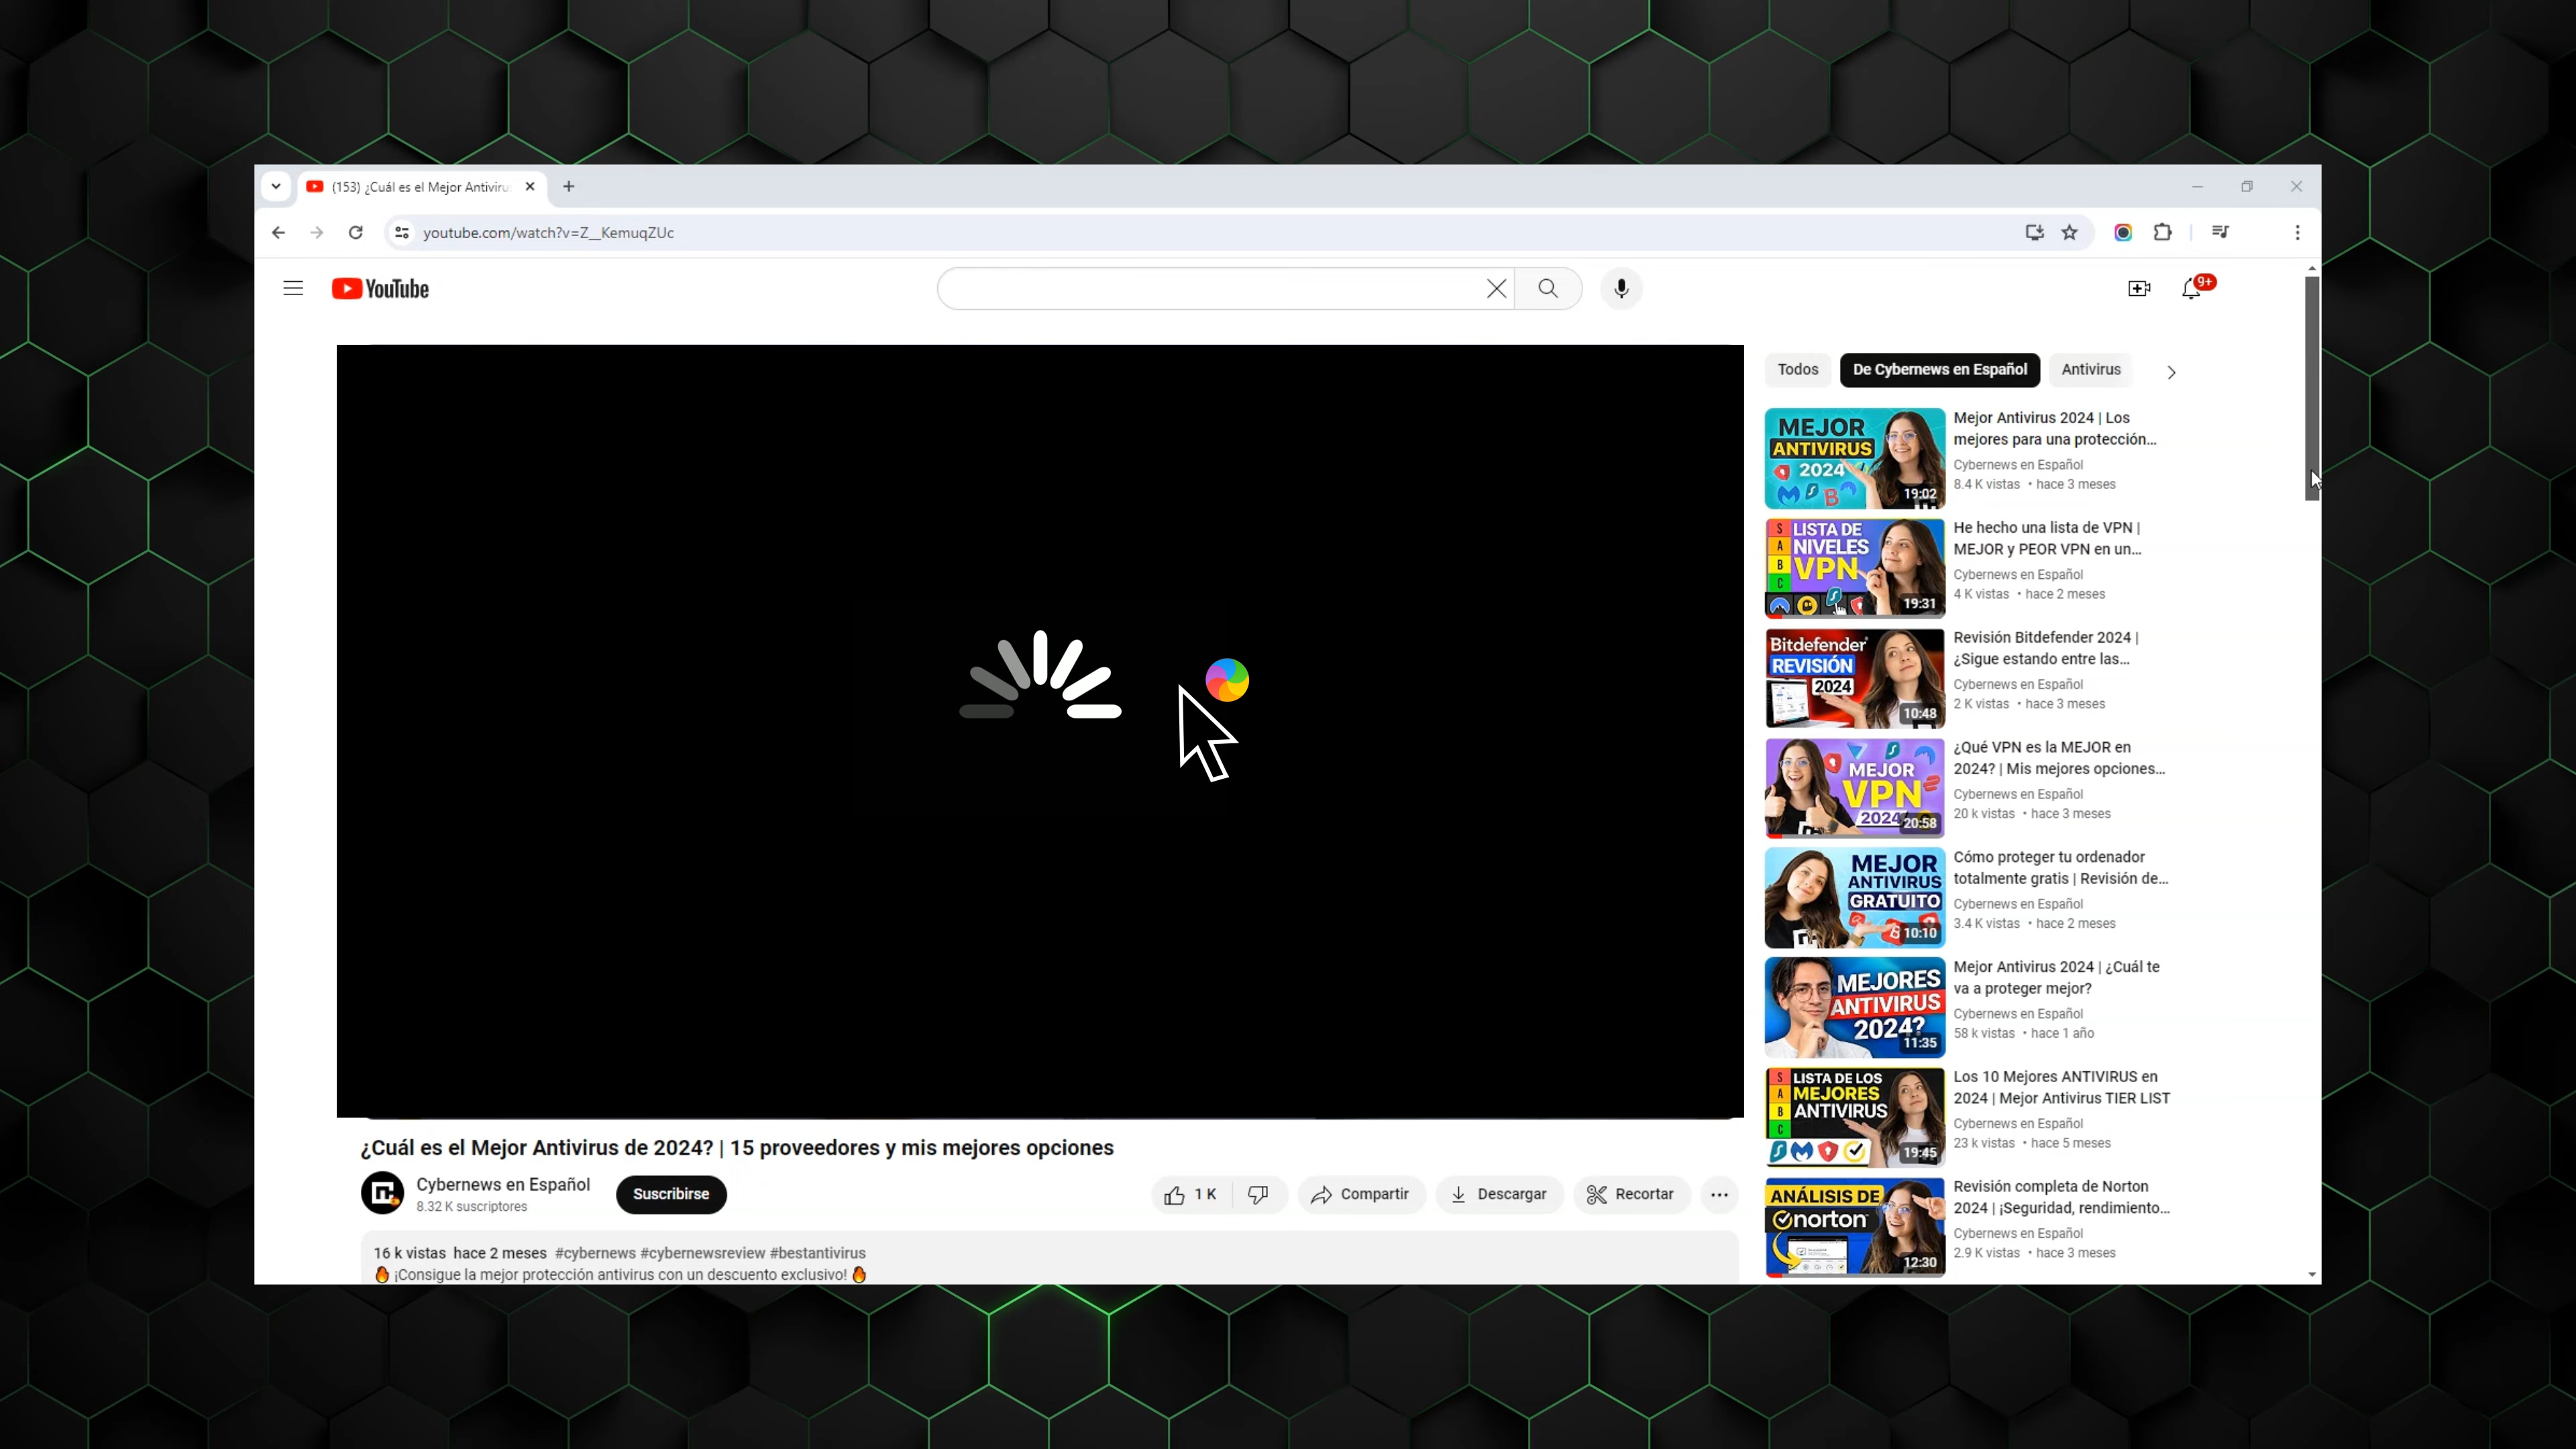 (153) ¿Cuál es el Mejor Antiviru
youtube.com/watch?v=Z__KemuqZUc
YouTube
9+
Todos
De Cybernews en Español
Antivirus
MEJOR
ANTIVIRUS
2024
19:02
Mejor Antivirus 2024 | Los
mejores para una protección...
Cybernews en Español
8.4 K vistas • hace 3 meses
S
A
B
C
LISTA DE
NIVELES
VPN
19:31
He hecho una lista de VPN |
MEJOR y PEOR VPN en un...
Cybernews en Español
4 K vistas • hace 2 meses
Bitdefender
REVISIÓN
2024
10:48
Revisión Bitdefender 2024 |
¿Sigue estando entre las...
Cybernews en Español
2 K vistas • hace 3 meses
MEJOR
VPN
2024
20:58
¿Qué VPN es la MEJOR en
2024? | Mis mejores opciones...
Cybernews en Español
20 k vistas • hace 3 meses
MEJOR
ANTIVIRUS
GRATUITO
B
10:10
Cómo proteger tu ordenador
totalmente gratis | Revisión de...
Cybernews en Español
3.4 K vistas • hace 2 meses
MEJORES
ANTIVIRUS
2024?
11:35
Mejor Antivirus 2024 | ¿Cuál te
va a proteger mejor?
Cybernews en Español
58 k vistas • hace 1 año
S
A
B
C
LISTA DE LOS
MEJORES
ANTIVIRUS
19:45
Los 10 Mejores ANTIVIRUS en
2024 | Mejor Antivirus TIER LIST
Cybernews en Español
23 k vistas • hace 5 meses
ANÁLISIS DE
norton
12:30
Revisión completa de Norton
2024 | ¡Seguridad, rendimiento...
Cybernews en Español
2.9 K vistas • hace 3 meses
¿Cuál es el Mejor Antivirus de 2024? | 15 proveedores y mis mejores opciones
Cybernews en Español
8.32 K suscriptores
Suscribirse
1 K
Compartir
Descargar
Recortar
16 k vistas hace 2 meses #cybernews #cybernewsreview #bestantivirus
🔥 ¡Consigue la mejor protección antivirus con un descuento exclusivo! 🔥